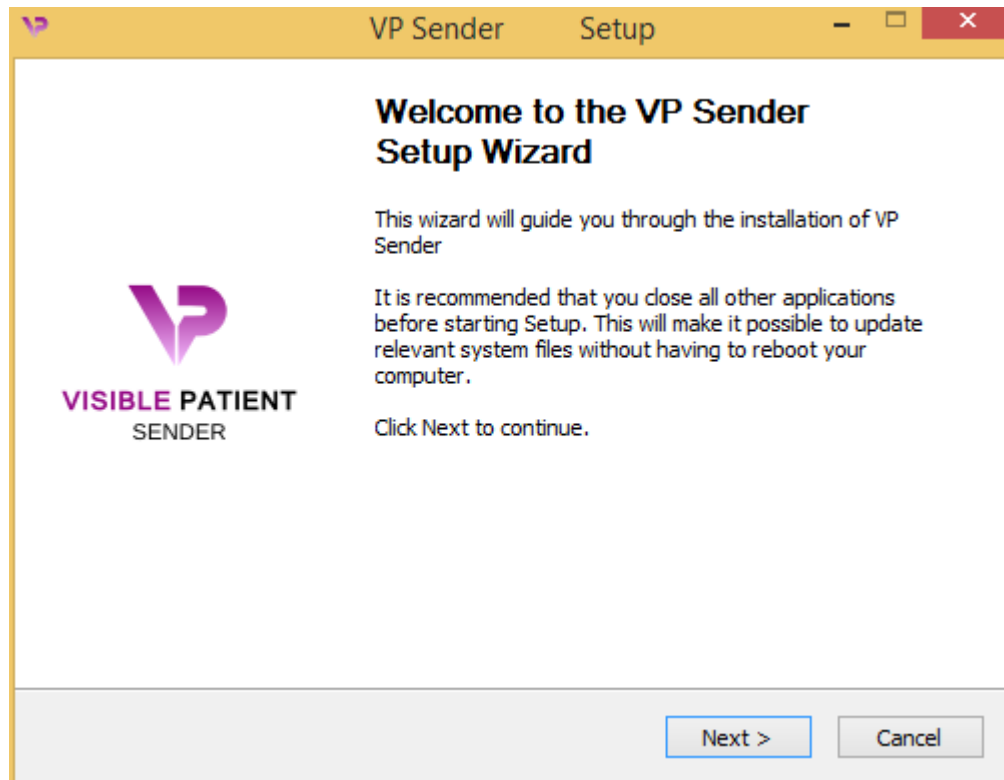 VP Sender Setup
Welcome to the VP Sender
Setup Wizard
This wizard will guide you through the installation of VP
Sender
It is recommended that you close all other applications
before starting Setup. This will make it possible to update
relevant system files without having to reboot your
computer.
Click Next to continue.
VP
VISIBLE PATIENT
SENDER
Next >
Cancel